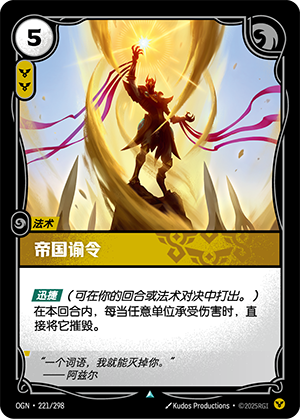 5
法术
帝国谕令
迅捷（可在你的回合或法术对决中打出。）
在本回合内，每当任意单位承受伤害时，直
接将它摧毁。
“一个词语，我就能灭掉你。”
——阿兹尔
OGN • 221/298
Kudos Productions • ©2025RGI